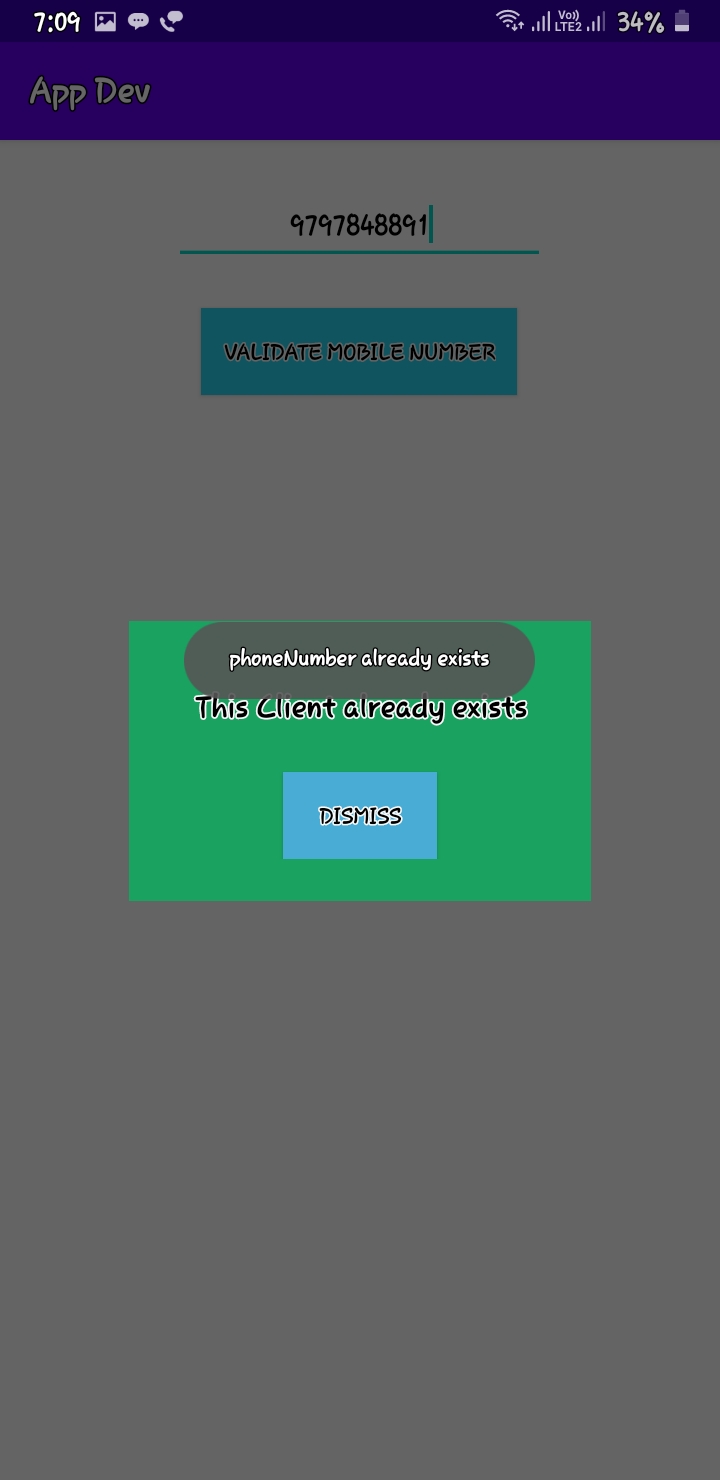 7:09 Vo)) LTE2 34%
App Dev
9797848891
VALIDATE MOBILE NUMBER
phoneNumber already exists
This Client already exists
DISMISS